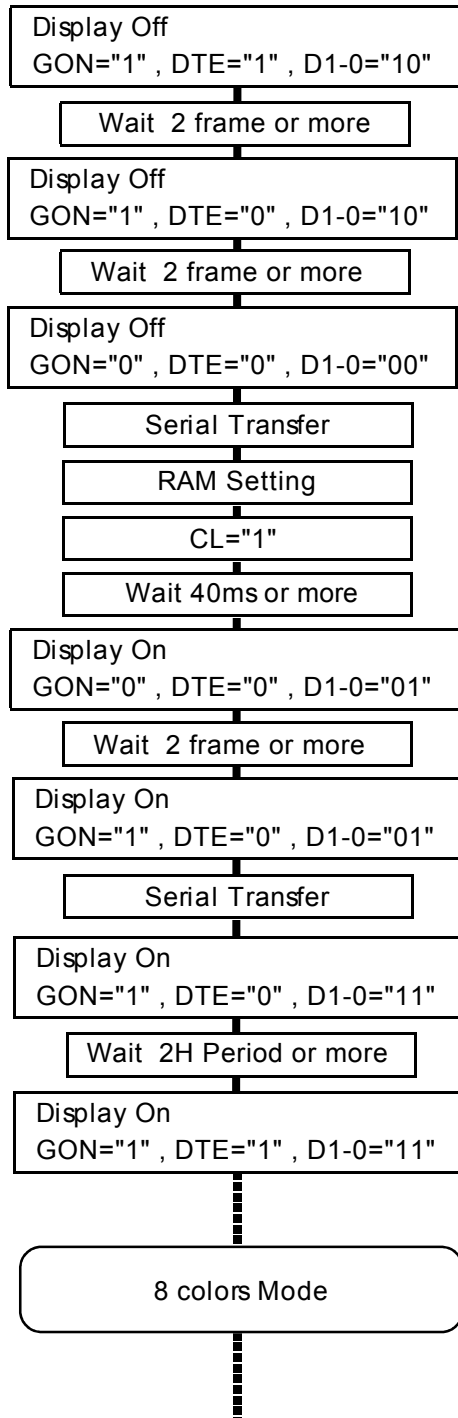 Display Off
GON="1" , DTE="1" , D1-0="10"
Wait 2 frame or more
Display Off
GON="1" , DTE="0" , D1-0="10"
Wait 2 frame or more
Display Off
GON="0" , DTE="0" , D1-0="00"
Serial Transfer
RAM Setting
CL="1"
Wait 40ms or more
Display On
GON="0" , DTE="0" , D1-0="01"
Wait 2 frame or more
Display On
GON="1" , DTE="0" , D1-0="01"
Serial Transfer
Display On
GON="1" , DTE="0" , D1-0="11"
Wait 2H Period or more
Display On
GON="1" , DTE="1" , D1-0="11"
8 colors Mode